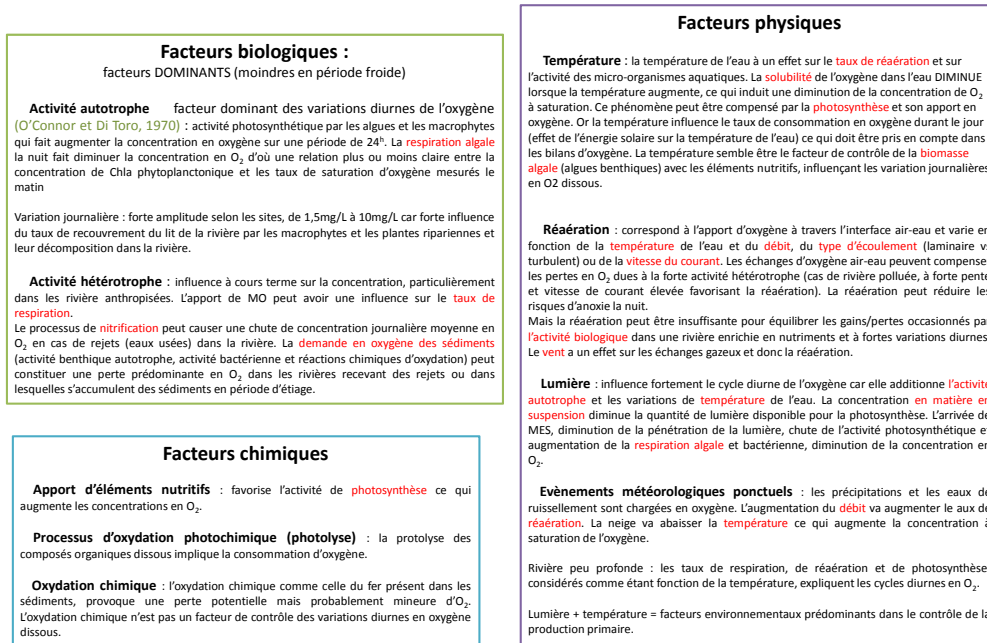 Facteurs biologiques :
facteurs DOMINANTS (moindres en période froide)
Activité autotrophe facteur dominant des variations diurnes de l'oxygène
(O'Connor et Di Toro, 1970) : activité photosynthétique par les algues et les macrophytes
qui fait augmenter la concentration en oxygène sur une période de 24h. La respiration algale
la nuit fait diminuer la concentration en O2 d'où une relation plus ou moins claire entre la
concentration de Chla phytoplanctonique et les taux de saturation d'oxygène mesurés le
matin
Variation journalière : forte amplitude selon les sites, de 1,5mg/L à 10mg/L car forte influence
du taux de recouvrement du lit de la rivière par les macrophytes et les plantes ripariennes et
leur décomposition dans la rivière.
Activité hétérotrophe : influence à cours terme sur la concentration, particulièrement
dans les rivière anthropisées. L'apport de MO peut avoir une influence sur le taux de
respiration.
Le processus de nitrification peut causer une chute de concentration journalière moyenne en
O2 en cas de rejets (eaux usées) dans la rivière. La demande en oxygène des sédiments
(activité benthique autotrophe, activité bactérienne et réactions chimiques d'oxydation) peut
constituer une perte prédominante en O2 dans les rivières recevant des rejets ou dans
lesquelles s'accumulent des sédiments en période d'étiage.
Facteurs chimiques
Apport d'éléments nutritifs : favorise l'activité de photosynthèse ce qui
augmente les concentrations en O2.
Processus d'oxydation photochimique (photolyse) : la protolyse des
composés organiques dissous implique la consommation d'oxygène.
Oxydation chimique : l'oxydation chimique comme celle du fer présent dans les
sédiments, provoque une perte potentielle mais probablement mineure d'O2.
L'oxydation chimique n'est pas un facteur de contrôle des variations diurnes en oxygène
dissous.
Facteurs physiques
Température : la température de l'eau à un effet sur le taux de réaération et sur
l'activité des micro-organismes aquatiques. La solubilité de l'oxygène dans l'eau DIMINUE
lorsque la température augmente, ce qui induit une diminution de la concentration de O2
à saturation. Ce phénomène peut être compensé par la photosynthèse et son apport en
oxygène. Or la température influence le taux de consommation en oxygène durant le jour
(effet de l'énergie solaire sur la température de l'eau) ce qui doit être pris en compte dans
les bilans d'oxygène. La température semble être le facteur de contrôle de la biomasse
algale (algues benthiques) avec les éléments nutritifs, influençant les variation journalières
en O2 dissous.
Réaération : correspond à l'apport d'oxygène à travers l'interface air-eau et varie en
fonction de la température de l'eau et du débit, du type d'écoulement (laminaire vs
turbulent) ou de la vitesse du courant. Les échanges d'oxygène air-eau peuvent compense
les pertes en O2 dues à la forte activité hétérotrophe (cas de rivière polluée, à forte pente
et vitesse de courant élevée favorisant la réaération). La réaération peut réduire les
risques d'anoxie la nuit.
Mais la réaération peut être insuffisante pour équilibrer les gains/pertes occasionnés pa
l'activité biologique dans une rivière enrichie en nutriments et à fortes variations diurnes
Le vent a un effet sur les échanges gazeux et donc la réaération.
Lumière : influence fortement le cycle diurne de l'oxygène car elle additionne l'activité
autotrophe et les variations de température de l'eau. La concentration en matière en
suspension diminue la quantité de lumière disponible pour la photosynthèse. L'arrivée de
MES, diminution de la pénétration de la lumière, chute de l'activité photosynthétique et
augmentation de la respiration algale et bactérienne, diminution de la concentration en
O2.
Evènements météorologiques ponctuels : les précipitations et les eaux de
ruissellement sont chargées en oxygène. L'augmentation du débit va augmenter le aux de
réaération. La neige va abaisser la température ce qui augmente la concentration à
saturation de l'oxygène.
Rivière peu profonde : les taux de respiration, de réaération et de photosynthèse
considérés comme étant fonction de la température, expliquent les cycles diurnes en O2.
Lumière + température = facteurs environnementaux prédominants dans le contrôle de la
production primaire.